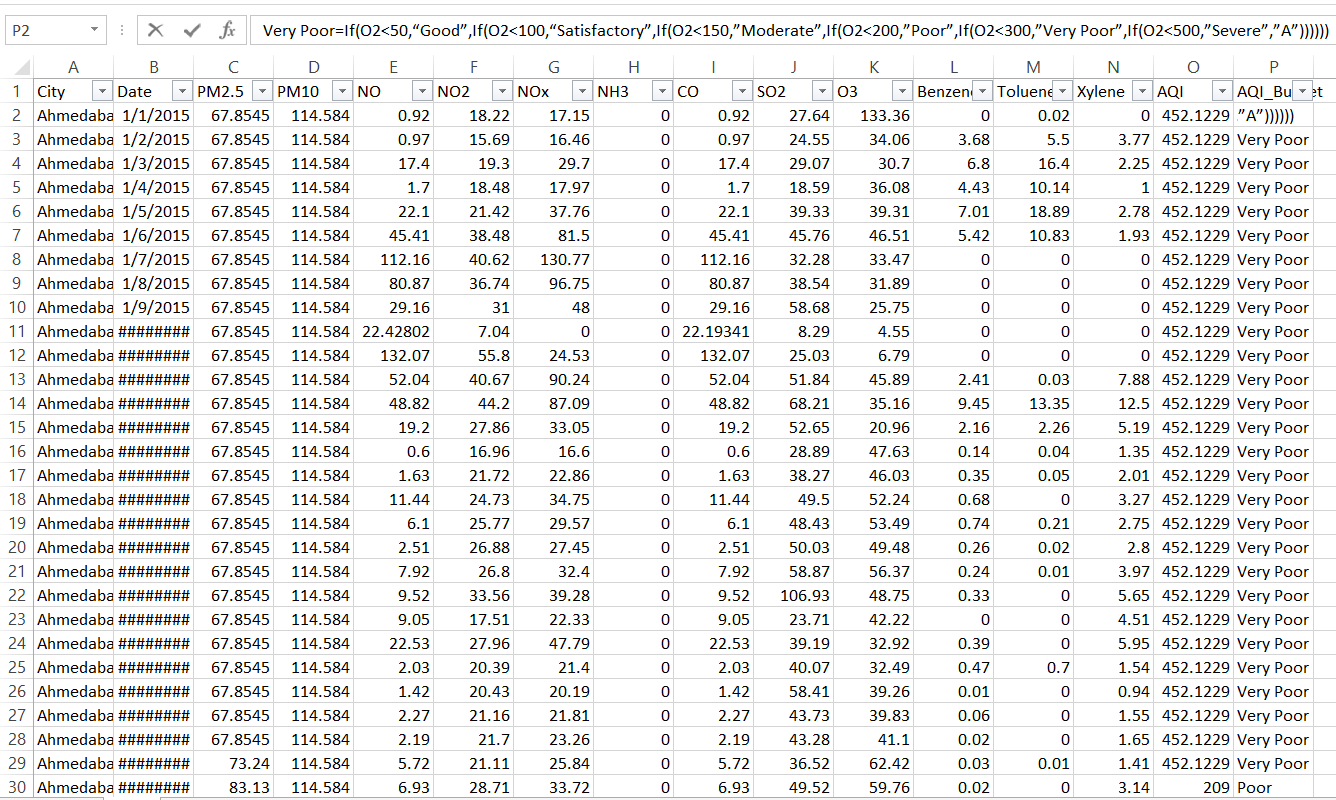 P2 Very Poor=If(O2<50,“Good”,If(O2<100,“Satisfactory”,If(O2<150,”Moderate”,If(O2<200,”Poor”,If(O2<300,”Very Poor”,If(O2<500,”Severe”,”A”))))))
A B C D E F G H I J K L M N O P
1 City Date PM2.5 PM10 NO NO2 NOx NH3 CO SO2 O3 Benzen Toluene Xylene AQI AQI_Bu et
2 Ahmedaba 1/1/2015 67.8545 114.584 0.92 18.22 17.15 0 0.92 27.64 133.36 0 0.02 0 452.1229 ”A”))))))
3 Ahmedaba 1/2/2015 67.8545 114.584 0.97 15.69 16.46 0 0.97 24.55 34.06 3.68 5.5 3.77 452.1229 Very Poor
4 Ahmedaba 1/3/2015 67.8545 114.584 17.4 19.3 29.7 0 17.4 29.07 30.7 6.8 16.4 2.25 452.1229 Very Poor
5 Ahmedaba 1/4/2015 67.8545 114.584 1.7 18.48 17.97 0 1.7 18.59 36.08 4.43 10.14 1 452.1229 Very Poor
6 Ahmedaba 1/5/2015 67.8545 114.584 22.1 21.42 37.76 0 22.1 39.33 39.31 7.01 18.89 2.78 452.1229 Very Poor
7 Ahmedaba 1/6/2015 67.8545 114.584 45.41 38.48 81.5 0 45.41 45.76 46.51 5.42 10.83 1.93 452.1229 Very Poor
8 Ahmedaba 1/7/2015 67.8545 114.584 112.16 40.62 130.77 0 112.16 32.28 33.47 0 0 0 452.1229 Very Poor
9 Ahmedaba 1/8/2015 67.8545 114.584 80.87 36.74 96.75 0 80.87 38.54 31.89 0 0 0 452.1229 Very Poor
10 Ahmedaba 1/9/2015 67.8545 114.584 29.16 31 48 0 29.16 58.68 25.75 0 0 0 452.1229 Very Poor
11 Ahmedaba ######## 67.8545 114.584 22.42802 7.04 0 0 22.19341 8.29 4.55 0 0 0 452.1229 Very Poor
12 Ahmedaba ######## 67.8545 114.584 132.07 55.8 24.53 0 132.07 25.03 6.79 0 0 0 452.1229 Very Poor
13 Ahmedaba ######## 67.8545 114.584 52.04 40.67 90.24 0 52.04 51.84 45.89 2.41 0.03 7.88 452.1229 Very Poor
14 Ahmedaba ######## 67.8545 114.584 48.82 44.2 87.09 0 48.82 68.21 35.16 9.45 13.35 12.5 452.1229 Very Poor
15 Ahmedaba ######## 67.8545 114.584 19.2 27.86 33.05 0 19.2 52.65 20.96 2.16 2.26 5.19 452.1229 Very Poor
16 Ahmedaba ######## 67.8545 114.584 0.6 16.96 16.6 0 0.6 28.89 47.63 0.14 0.04 1.35 452.1229 Very Poor
17 Ahmedaba ######## 67.8545 114.584 1.63 21.72 22.86 0 1.63 38.27 46.03 0.35 0.05 2.01 452.1229 Very Poor
18 Ahmedaba ######## 67.8545 114.584 11.44 24.73 34.75 0 11.44 49.5 52.24 0.68 0 3.27 452.1229 Very Poor
19 Ahmedaba ######## 67.8545 114.584 6.1 25.77 29.57 0 6.1 48.43 53.49 0.74 0.21 2.75 452.1229 Very Poor
20 Ahmedaba ######## 67.8545 114.584 2.51 26.88 27.45 0 2.51 50.03 49.48 0.26 0.02 2.8 452.1229 Very Poor
21 Ahmedaba ######## 67.8545 114.584 7.92 26.8 32.4 0 7.92 58.87 56.37 0.24 0.01 3.97 452.1229 Very Poor
22 Ahmedaba ######## 67.8545 114.584 9.52 33.56 39.28 0 9.52 106.93 48.75 0.33 0 5.65 452.1229 Very Poor
23 Ahmedaba ######## 67.8545 114.584 9.05 17.51 22.33 0 9.05 23.71 42.22 0 0 4.51 452.1229 Very Poor
24 Ahmedaba ######## 67.8545 114.584 22.53 27.96 47.79 0 22.53 39.19 32.92 0.39 0 5.95 452.1229 Very Poor
25 Ahmedaba ######## 67.8545 114.584 2.03 20.39 21.4 0 2.03 40.07 32.49 0.47 0.7 1.54 452.1229 Very Poor
26 Ahmedaba ######## 67.8545 114.584 1.42 20.43 20.19 0 1.42 58.41 39.26 0.01 0 0.94 452.1229 Very Poor
27 Ahmedaba ######## 67.8545 114.584 2.27 21.16 21.81 0 2.27 43.73 39.83 0.06 0 1.55 452.1229 Very Poor
28 Ahmedaba ######## 67.8545 114.584 2.19 21.7 23.26 0 2.19 43.28 41.1 0.02 0 1.65 452.1229 Very Poor
29 Ahmedaba ######## 73.24 114.584 5.72 21.11 25.84 0 5.72 36.52 62.42 0.03 0.01 1.41 452.1229 Very Poor
30 Ahmedaba ######## 83.13 114.584 6.93 28.71 33.72 0 6.93 49.52 59.76 0.02 0 3.14 209 Poor